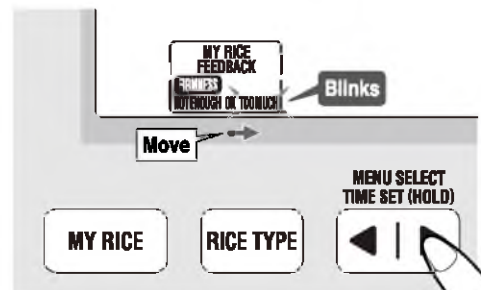 MY RICE
FEEDBACK
FIRMNESS
NOT ENOUGH OK TOO MUCH
Blinks
Move
MENU SELECT
TIME SET (HOLD)
MY RICE
RICE TYPE